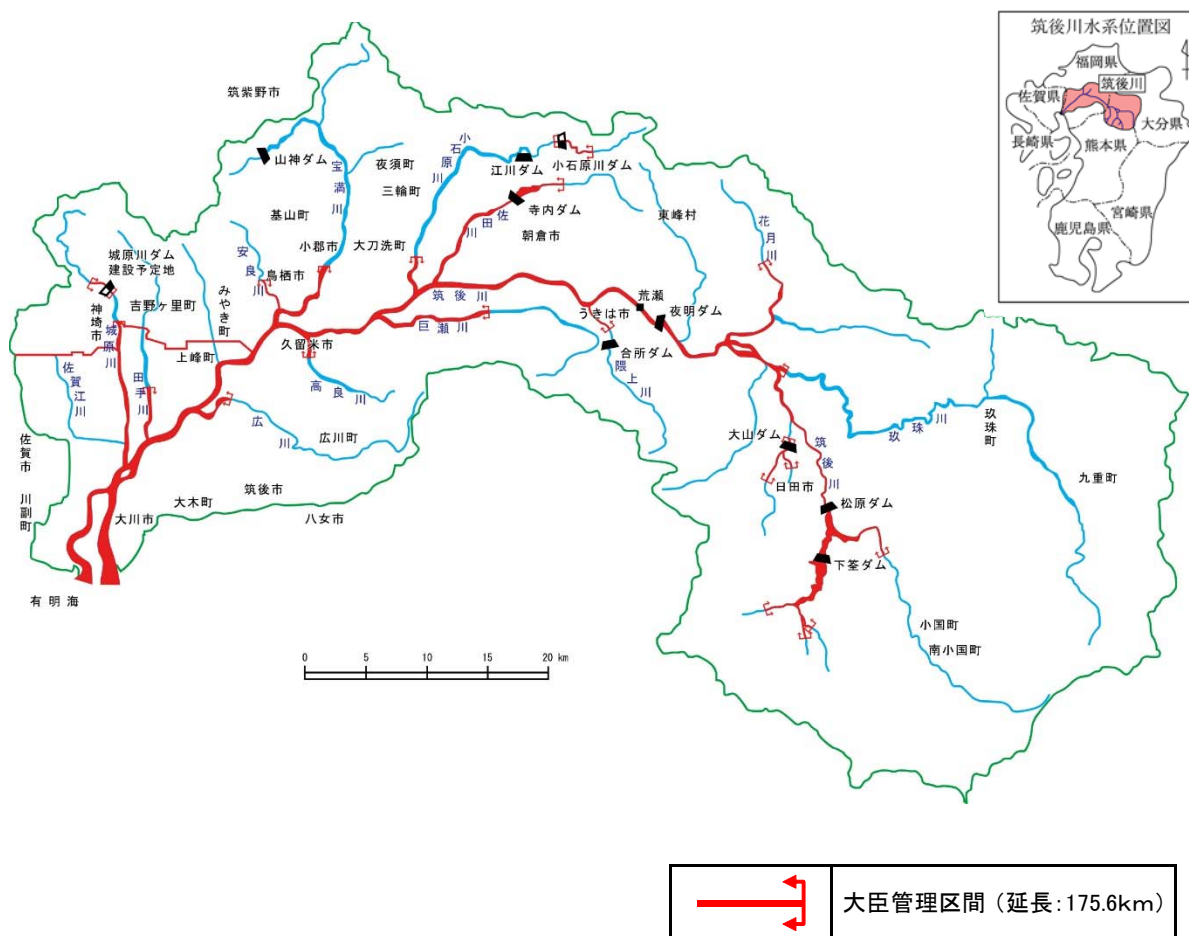 筑後川水系位置図
福岡県
筑後川
佐賀県
大分県
長崎県
熊本県
宮崎県
鹿児島県
筑紫野市
山神ダム
宝満川
夜須町
三輪町
小石原川
江川ダム
小石原川ダム
寺内ダム
佐田川
朝倉市
東峰村
花月川
基山町
小郡市
大刀洗町
安良川
鳥栖市
城原川ダム
建設予定地
吉野ヶ里町
みやき町
神埼市
城原川
上峰町
佐賀江川
田手川
久留米市
高良川
筑後川
巨瀬川
荒瀬
うきは市
夜明ダム
合所ダム
隈上川
広川
広川町
玖珠川
玖珠町
九重町
大山ダム
日田市
筑後川
松原ダム
下筌ダム
小国町
南小国町
佐賀市
川副町
大川市
大木町
筑後市
八女市
有明海
0 5 10 15 20 km
大臣管理区間（延長：175.6km）